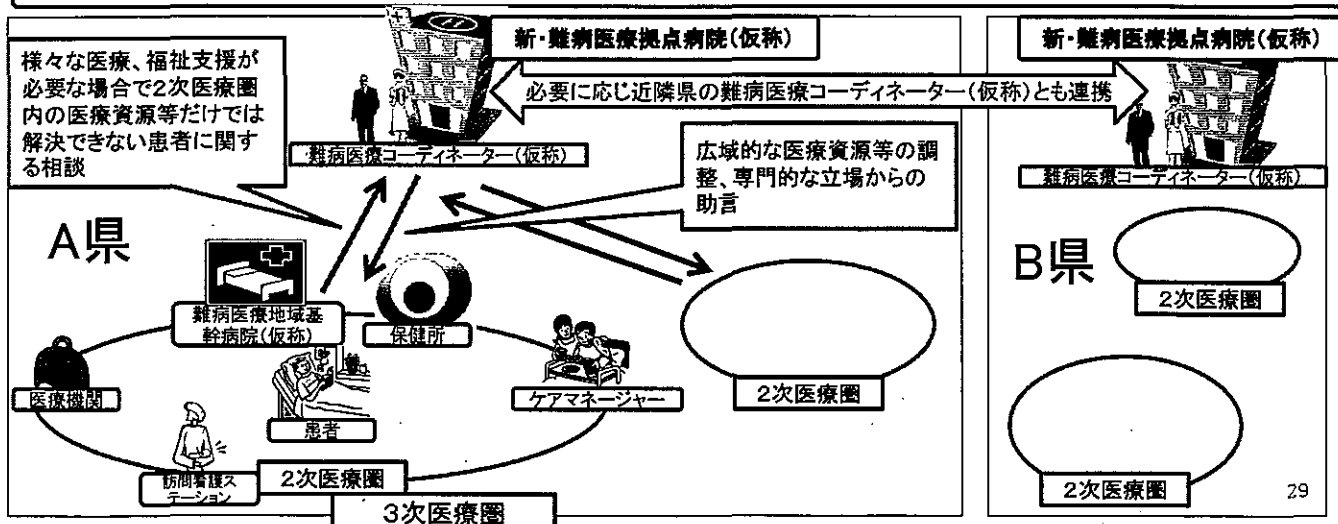 新・難病医療拠点病院(仮称)
新・難病医療拠点病院(仮称)
様々な医療、福祉支援が
必要な場合で2次医療圏
内の医療資源等だけでは
解決できない患者に関す
る相談
必要に応じ近隣県の難病医療コーディネーター(仮称)とも連携
難病医療コーディネーター(仮称)
広域的な医療資源等の調
整、専門的な立場からの
助言
難病医療コーディネーター(仮称)
A県
B県
難病医療地域基
幹病院(仮称)
保健所
医療機関
患者
ケアマネージャー
訪問看護ス
テーション
2次医療圏
3次医療圏
2次医療圏
2次医療圏
2次医療圏
29